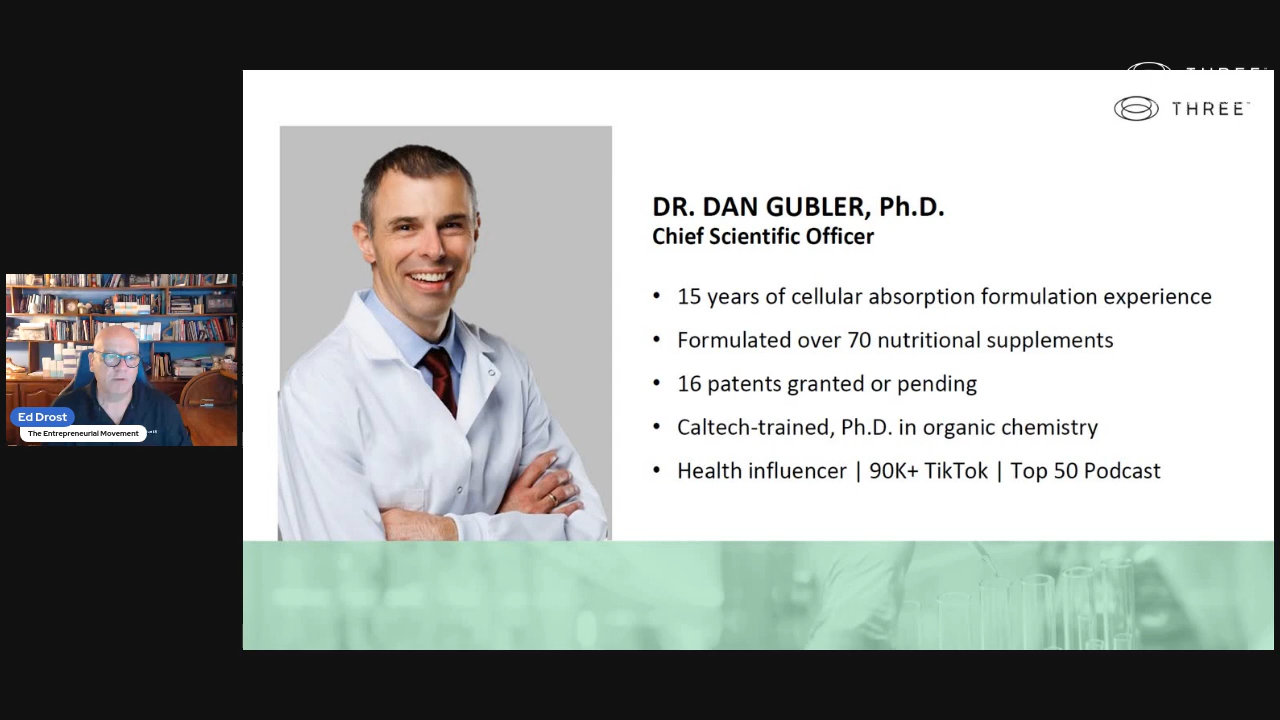 THREE™
THREE™
DR. DAN GUBLER, Ph.D.
Chief Scientific Officer
• 15 years of cellular absorption formulation experience
• Formulated over 70 nutritional supplements
• 16 patents granted or pending
• Caltech-trained, Ph.D. in organic chemistry
• Health influencer | 90K+ TikTok | Top 50 Podcast
Ed Drost
The Entrepreneurial Movement